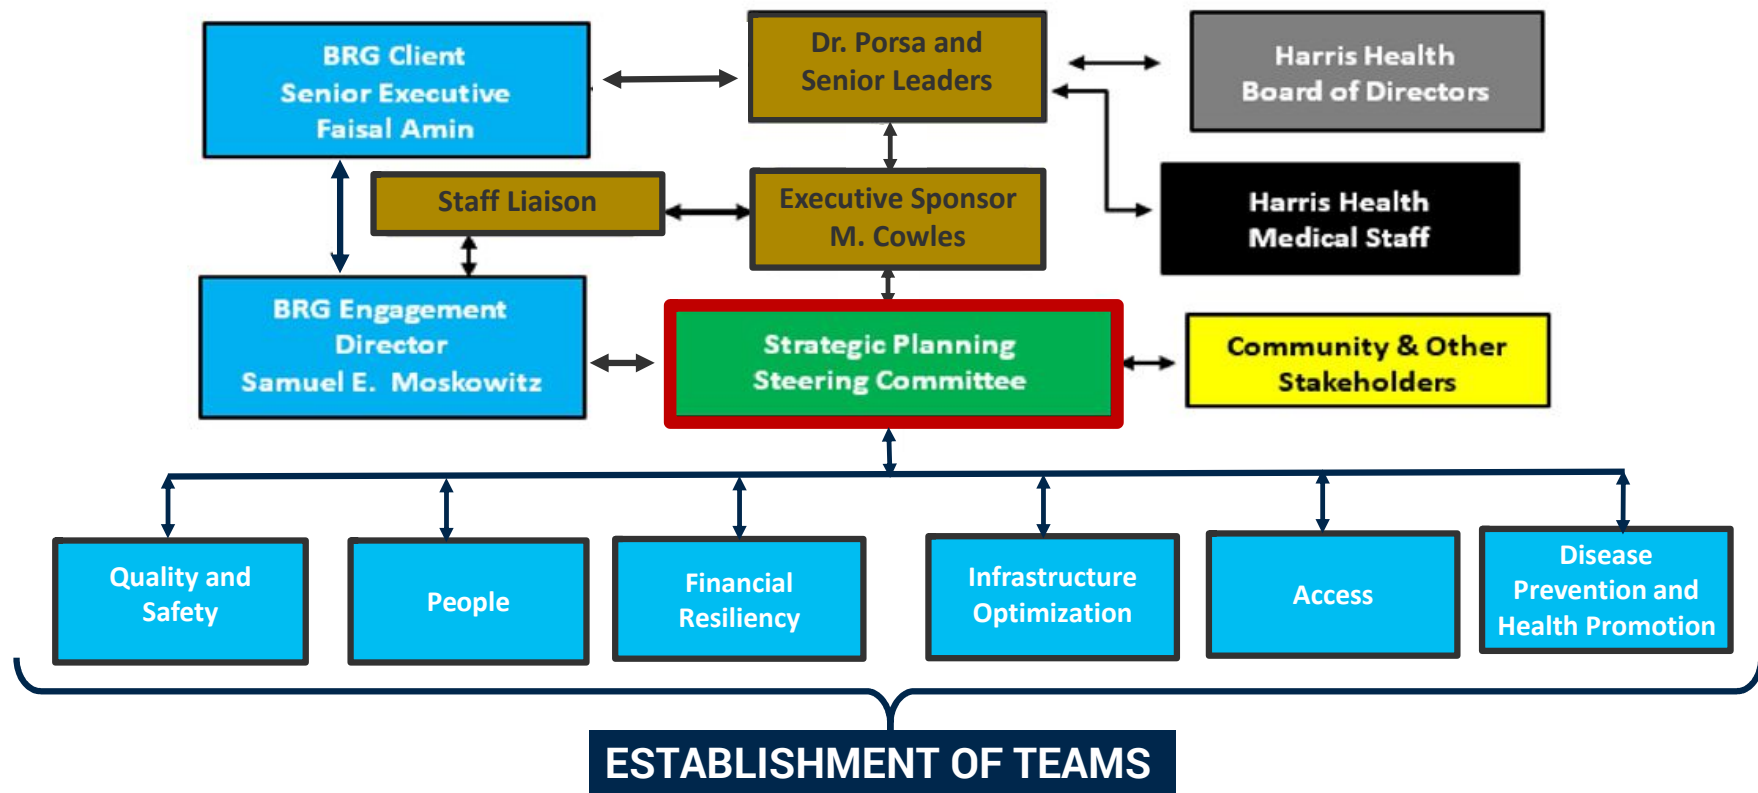 BRG Client
Senior Executive
Faisal Amin
Dr. Porsa and
Senior Leaders
Harris Health
Board of Directors
Staff Liaison
Executive Sponsor
M. Cowles
Harris Health
Medical Staff
BRG Engagement
Director
Samuel E. Moskowitz
Strategic Planning
Steering Committee
Community & Other
Stakeholders
Quality and
Safety
People
Financial
Resiliency
Infrastructure
Optimization
Access
Disease
Prevention and
Health Promotion
ESTABLISHMENT OF TEAMS